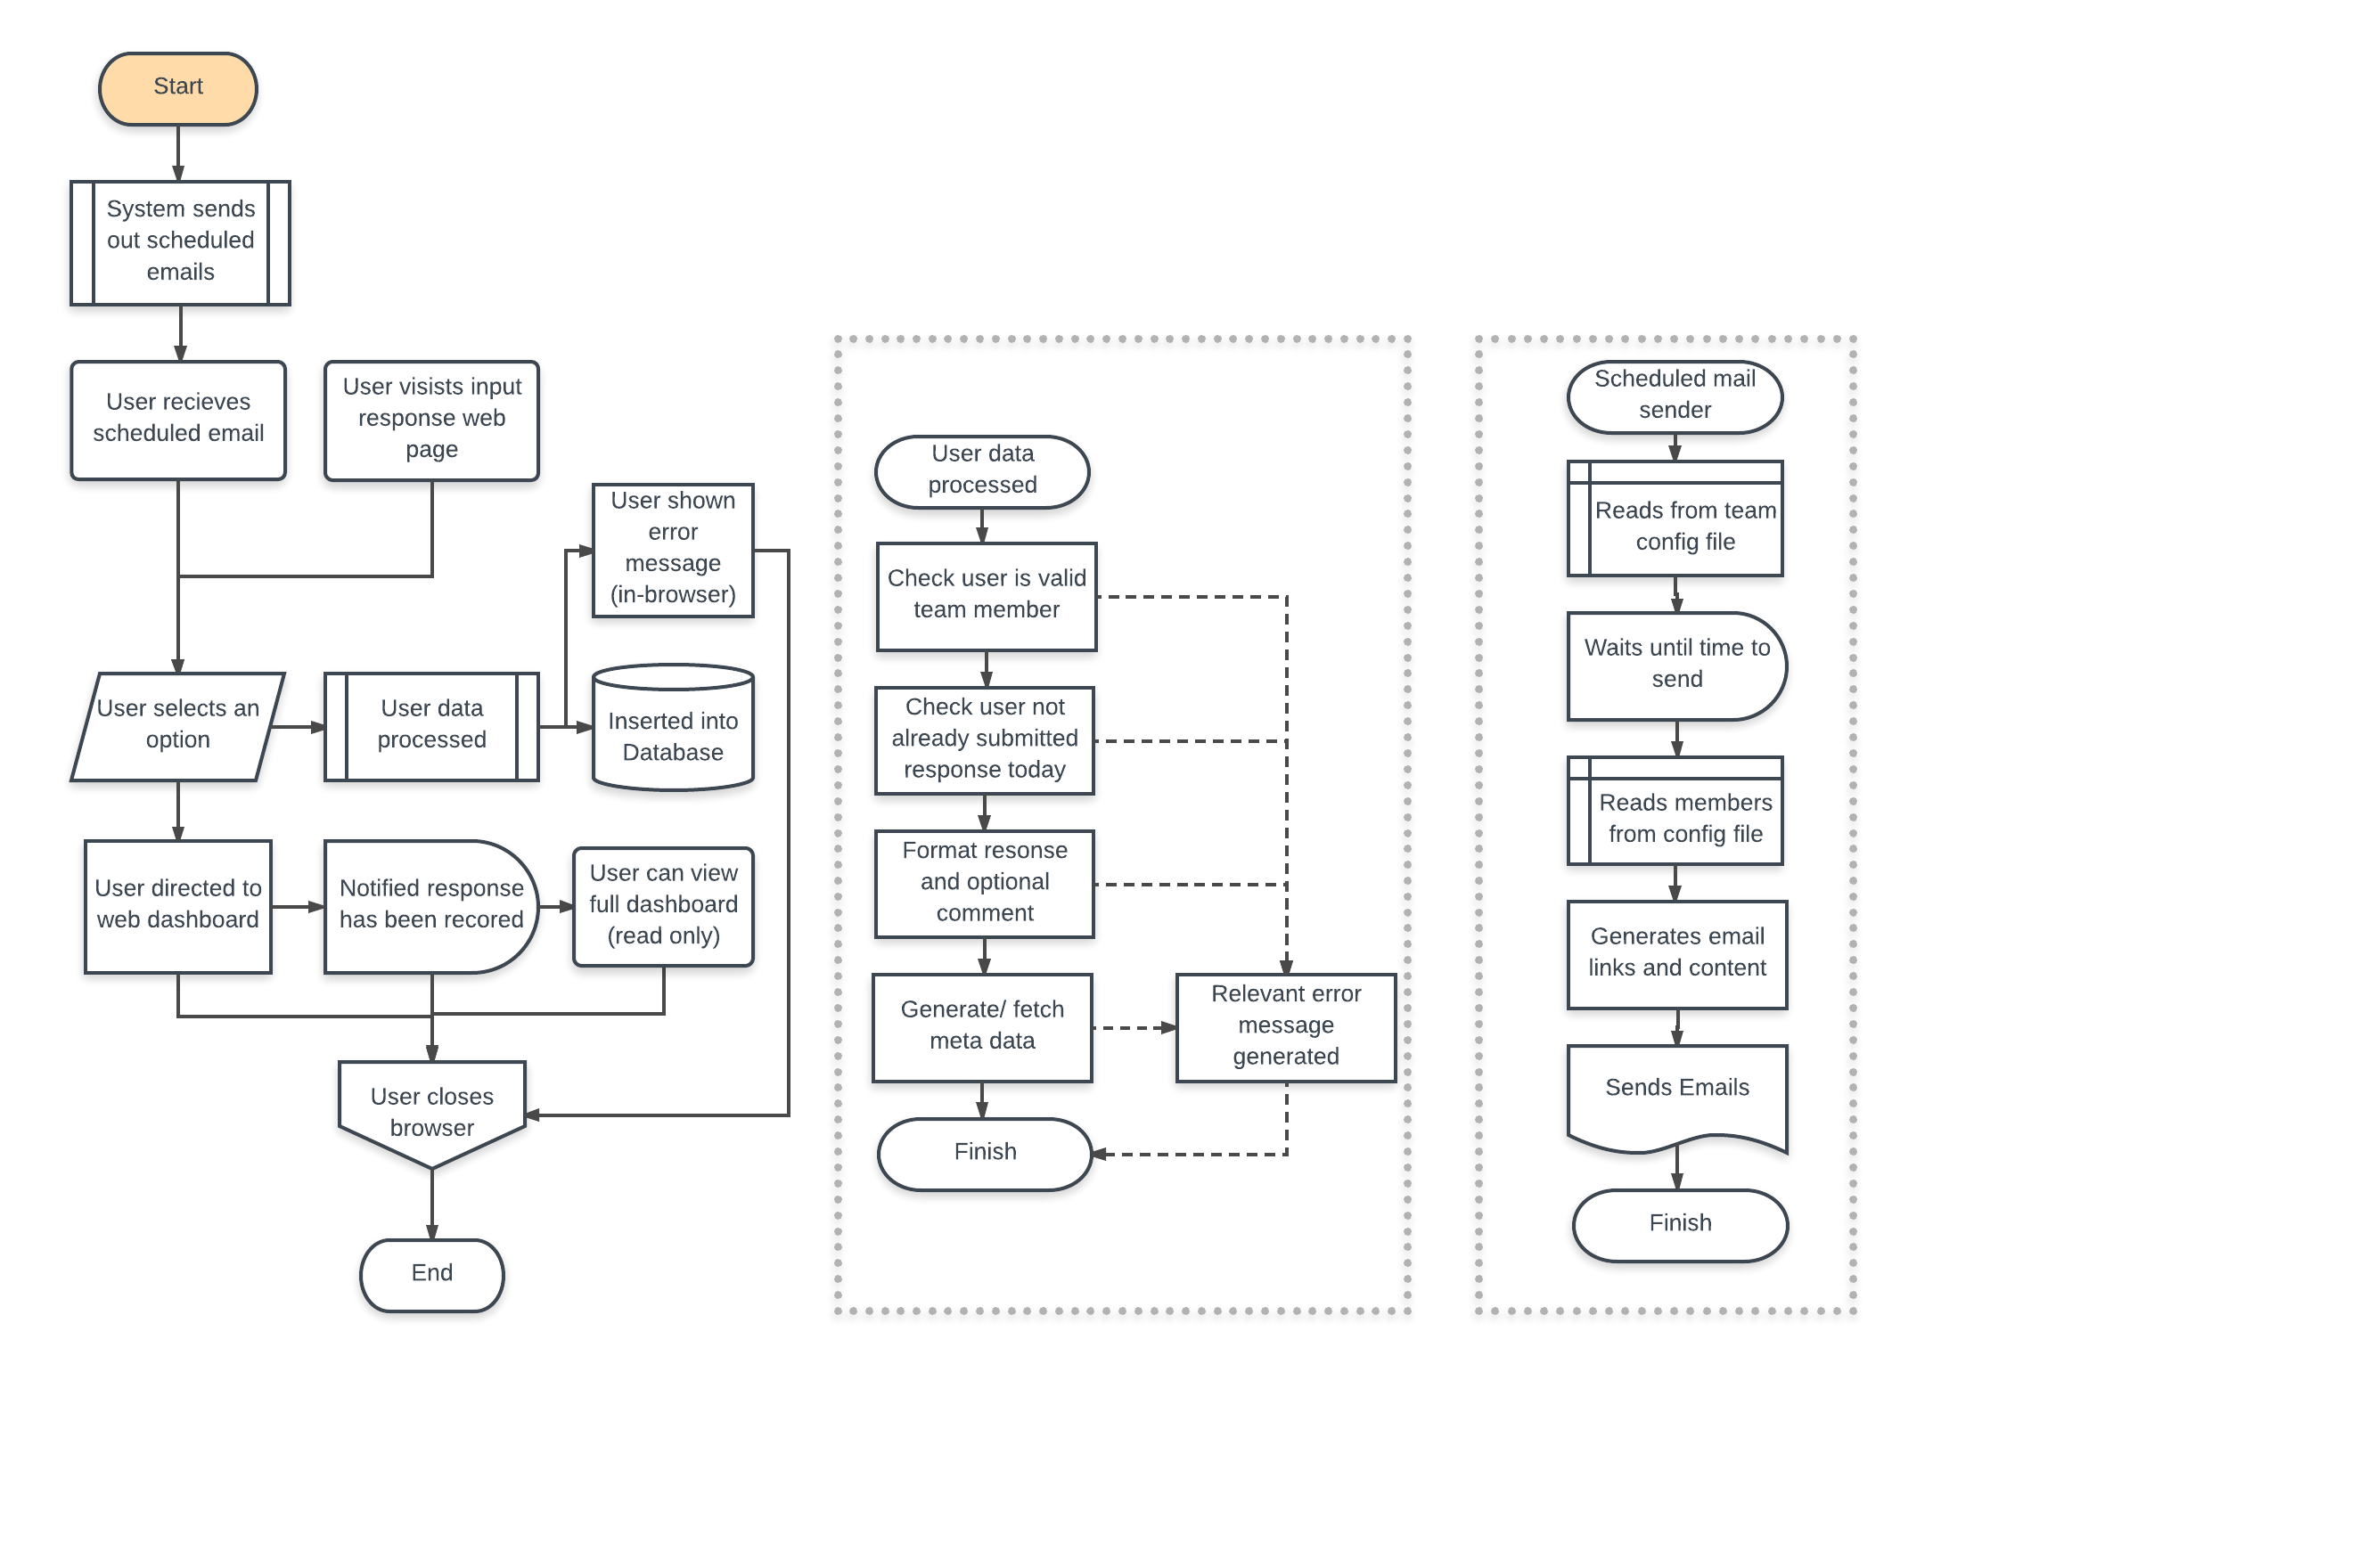 Start
System sends
out scheduled
emails
User recieves
scheduled email
User visists input
response web
page
User shown
error
message
(in-browser)
User selects an
option
User data
processed
Inserted into
Database
User directed to
web dashboard
Notified response
has been recored
User can view
full dashboard
(read only)
User closes
browser
End
User data
processed
Check user is valid
team member
Check user not
already submitted
response today
Format resonse
and optional
comment
Generate/ fetch
meta data
Relevant error
message
generated
Finish
Scheduled mail
sender
Reads from team
config file
Waits until time to
send
Reads members
from config file
Generates email
links and content
Sends Emails
Finish